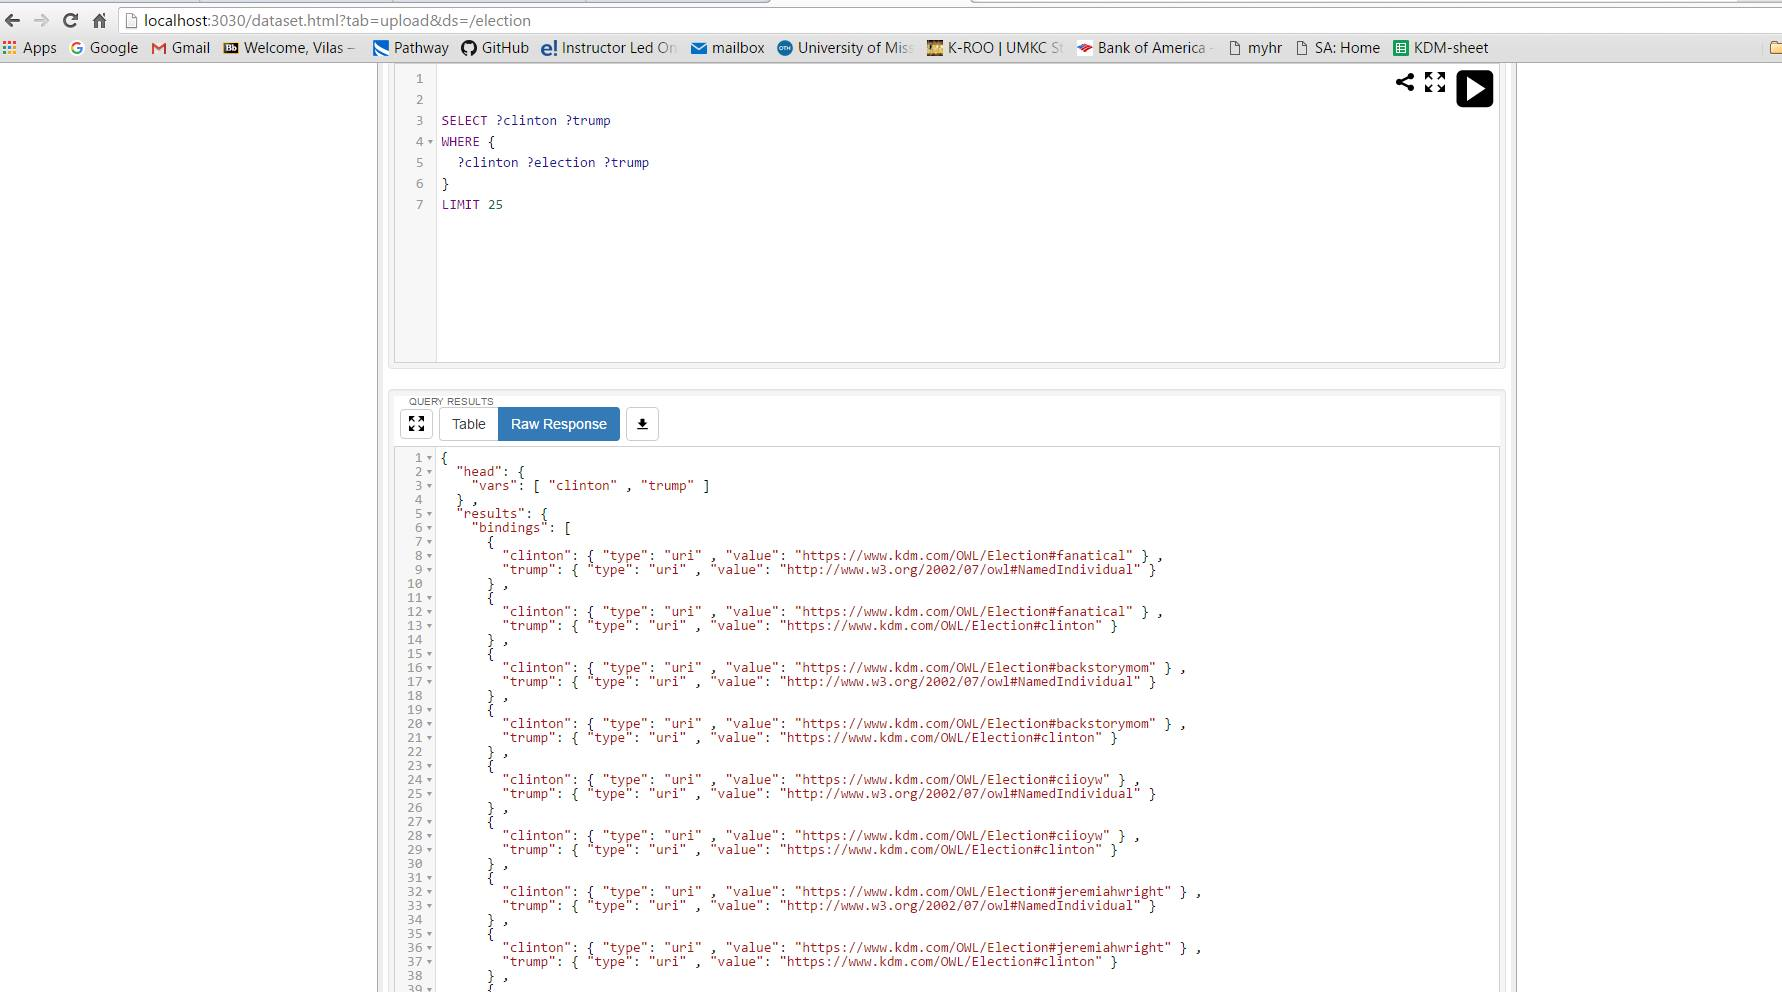 localhost:3030/dataset.html?tab=upload&ds=/election
Apps Google Gmail Bb Welcome, Vilas – Pathway GitHub e! Instructor Led On mailbox OTH University of Miss K-ROO | UMKC St Bank of America - myhr SA: Home KDM-sheet
1
2
3 SELECT ?clinton ?trump
4 WHERE {
5 ?clinton ?election ?trump
6 }
7 LIMIT 25
QUERY RESULTS
Table Raw Response
1 {
2 "head": {
3 "vars": [ "clinton" , "trump" ]
4 } ,
5 "results": {
6 "bindings": [
7 {
8 "clinton": { "type": "uri" , "value": "https://www.kdm.com/OWL/Election#fanatical" } ,
9 "trump": { "type": "uri" , "value": "http://www.w3.org/2002/07/owl#NamedIndividual" }
10 } ,
11 {
12 "clinton": { "type": "uri" , "value": "https://www.kdm.com/OWL/Election#fanatical" } ,
13 "trump": { "type": "uri" , "value": "https://www.kdm.com/OWL/Election#clinton" }
14 } ,
15 {
16 "clinton": { "type": "uri" , "value": "https://www.kdm.com/OWL/Election#backstorymom" } ,
17 "trump": { "type": "uri" , "value": "http://www.w3.org/2002/07/owl#NamedIndividual" }
18 } ,
19 {
20 "clinton": { "type": "uri" , "value": "https://www.kdm.com/OWL/Election#backstorymom" } ,
21 "trump": { "type": "uri" , "value": "https://www.kdm.com/OWL/Election#clinton" }
22 } ,
23 {
24 "clinton": { "type": "uri" , "value": "https://www.kdm.com/OWL/Election#ciioyw" } ,
25 "trump": { "type": "uri" , "value": "http://www.w3.org/2002/07/owl#NamedIndividual" }
26 } ,
27 {
28 "clinton": { "type": "uri" , "value": "https://www.kdm.com/OWL/Election#ciioyw" } ,
29 "trump": { "type": "uri" , "value": "https://www.kdm.com/OWL/Election#clinton" }
30 } ,
31 {
32 "clinton": { "type": "uri" , "value": "https://www.kdm.com/OWL/Election#jeremiahwright" } ,
33 "trump": { "type": "uri" , "value": "http://www.w3.org/2002/07/owl#NamedIndividual" }
34 } ,
35 {
36 "clinton": { "type": "uri" , "value": "https://www.kdm.com/OWL/Election#jeremiahwright" } ,
37 "trump": { "type": "uri" , "value": "https://www.kdm.com/OWL/Election#clinton" }
38 } ,
39 {